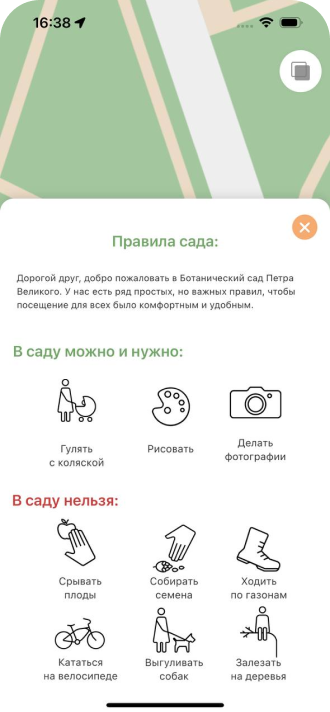 16:38
Правила сада:
Дорогой друг, добро пожаловать в Ботанический сад Петра
Великого. У нас есть ряд простых, но важных правил, чтобы
посещение для всех было комфортным и удобным.
В саду можно и нужно:
Гулять
с коляской
Рисовать
Делать
фотографии
В саду нельзя:
Срывать
плоды
Собирать
семена
Ходить
по газонам
Кататься
на велосипеде
Выгуливать
собак
Залезать
на деревья